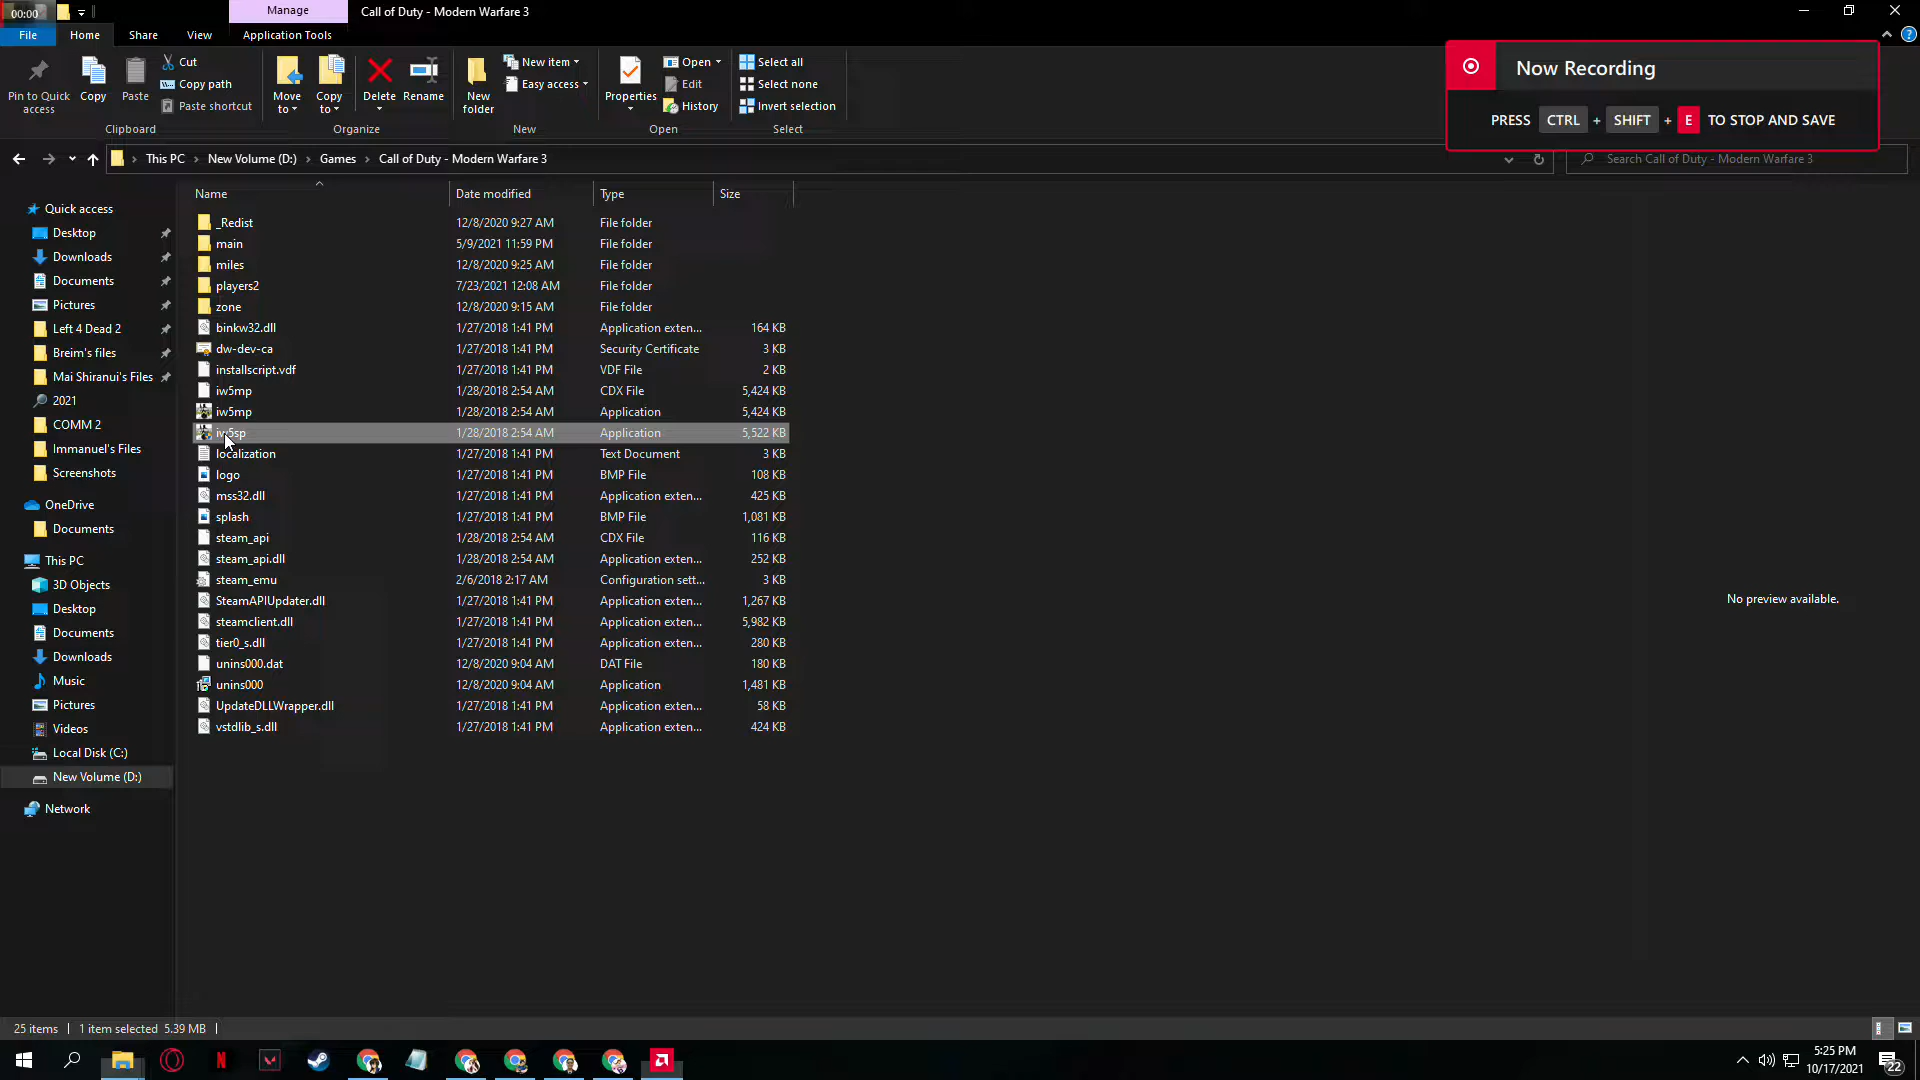 00:00
Manage
Call of Duty - Modern Warfare 3
File
Home
Share
View
Application Tools
Pin to Quick access
Copy
Paste
Cut
Copy path
Paste shortcut
Clipboard
Move to
Copy to
Delete
Rename
Organize
New folder
New item
Easy access
New
Properties
Open
Edit
History
Open
Select all
Select none
Invert selection
Select
Now Recording
PRESS CTRL + SHIFT + E TO STOP AND SAVE
This PC > New Volume (D:) > Games > Call of Duty - Modern Warfare 3
Search Call of Duty - Modern Warfare 3
Name Date modified Type Size
_Redist 12/8/2020 9:27 AM File folder
main 5/9/2021 11:59 PM File folder
miles 12/8/2020 9:25 AM File folder
players2 7/23/2021 12:08 AM File folder
zone 12/8/2020 9:15 AM File folder
binkw32.dll 1/27/2018 1:41 PM Application exten... 164 KB
dw-dev-ca 1/27/2018 1:41 PM Security Certificate 3 KB
installscript.vdf 1/27/2018 1:41 PM VDF File 2 KB
iw5mp 1/28/2018 2:54 AM CDX File 5,424 KB
iw5mp 1/28/2018 2:54 AM Application 5,424 KB
iw5sp 1/28/2018 2:54 AM Application 5,522 KB
localization 1/27/2018 1:41 PM Text Document 3 KB
logo 1/27/2018 1:41 PM BMP File 108 KB
mss32.dll 1/27/2018 1:41 PM Application exten... 425 KB
splash 1/27/2018 1:41 PM BMP File 1,081 KB
steam_api 1/28/2018 2:54 AM CDX File 116 KB
steam_api.dll 1/28/2018 2:54 AM Application exten... 252 KB
steam_emu 2/6/2018 2:17 AM Configuration sett... 3 KB
SteamAPIUpdater.dll 1/27/2018 1:41 PM Application exten... 1,267 KB
steamclient.dll 1/27/2018 1:41 PM Application exten... 5,982 KB
tier0_s.dll 1/27/2018 1:41 PM Application exten... 280 KB
unins000.dat 12/8/2020 9:04 AM DAT File 180 KB
unins000 12/8/2020 9:04 AM Application 1,481 KB
UpdateDLLWrapper.dll 1/27/2018 1:41 PM Application exten... 58 KB
vstdlib_s.dll 1/27/2018 1:41 PM Application exten... 424 KB
Quick access
Desktop
Downloads
Documents
Pictures
Left 4 Dead 2
Breim's files
Mai Shiranui's Files
2021
COMM 2
Immanuel's Files
Screenshots
OneDrive
Documents
This PC
3D Objects
Desktop
Documents
Downloads
Music
Pictures
Videos
Local Disk (C:)
New Volume (D:)
Network
No preview available.
25 items
1 item selected 5.39 MB
5:25 PM
10/17/2021
22